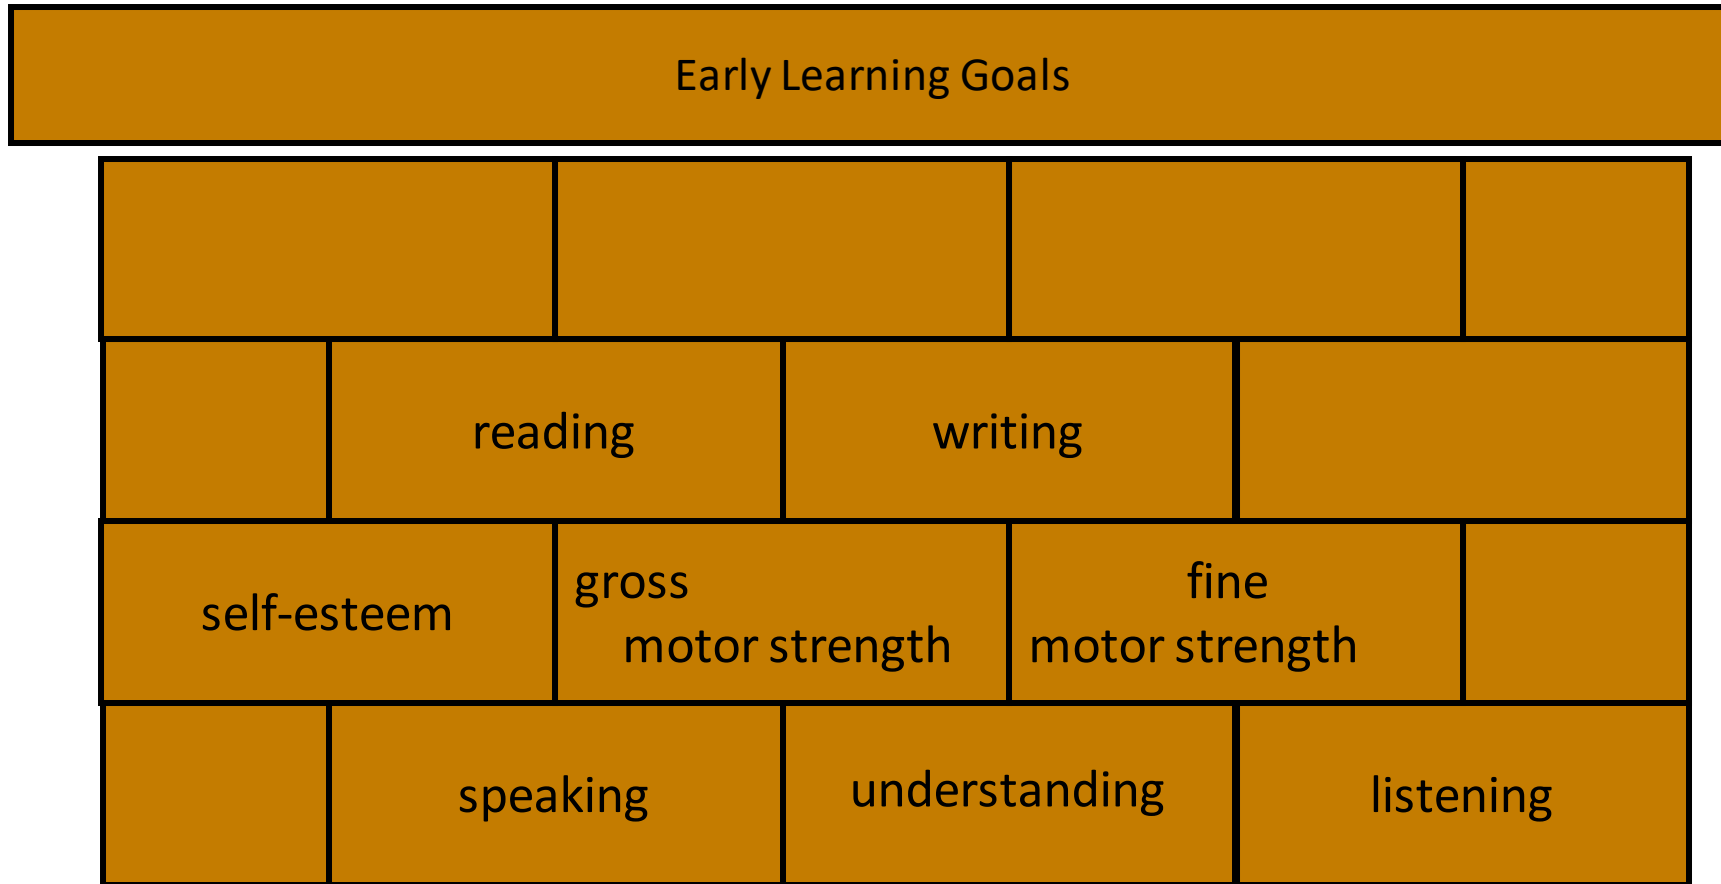 Early Learning Goals
reading
writing
self-esteem
gross
motor strength
fine
motor strength
speaking
understanding
listening